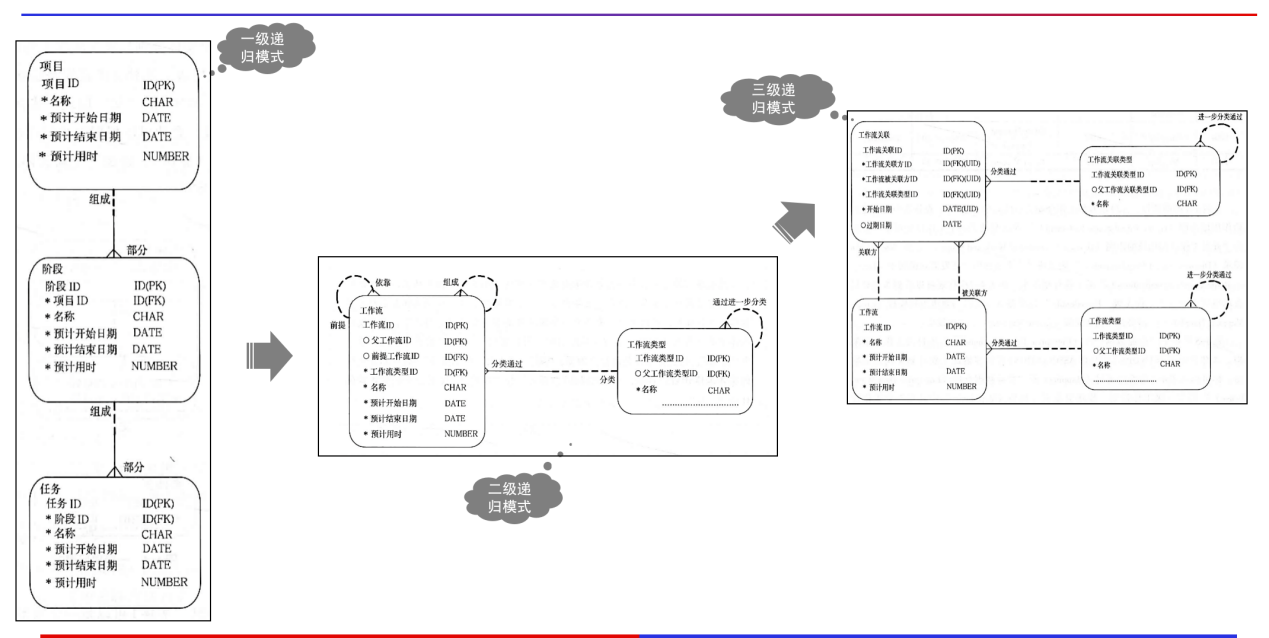 一级递
归模式
项目
项目 ID ID(PK)
*名称 CHAR
*预计开始日期 DATE
*预计结束日期 DATE
*预计用时 NUMBER
组成
部分
阶段
阶段 ID ID(PK)
*项目 ID ID(FK)
*名称 CHAR
*预计开始日期 DATE
*预计结束日期 DATE
*预计用时 NUMBER
组成
部分
任务
任务 ID ID(PK)
*阶段 ID ID(FK)
*名称 CHAR
*预计开始日期 DATE
*预计结束日期 DATE
*预计用时 NUMBER
二级递
归模式
依靠
组成
前提
工作流
工作流ID ID(PK)
○父工作流ID ID(FK)
○前提工作流ID ID(FK)
*工作流类型ID ID(FK)
*名称 CHAR
*预计开始日期 DATE
*预计结束日期 DATE
*预计用时 NUMBER
分类通过
分类
通过进一步分类
工作流类型
工作流类型ID ID(PK)
○父工作流类型ID ID(FK)
*名称 CHAR
..............................
三级递
归模式
工作流关联
工作流关联ID ID(PK)
*工作流关联方ID ID(FK)(UID)
*工作流被关联方ID ID(FK)(UID)
*工作流关联类型ID ID(FK)(UID)
*开始日期 DATE(UID)
○过期日期 DATE
分类通过
进一步分类通过
工作流关联类型
工作流关联类型ID ID(PK)
○父工作流关联类型ID ID(FK)
*名称 CHAR
关联方
被关联方
工作流
工作流ID ID(PK)
*名称 CHAR
*预计开始日期 DATE
*预计结束日期 DATE
*预计用时 NUMBER
分类通过
进一步分类通过
工作流类型
工作流类型ID ID(PK)
○父工作流类型ID ID(FK)
*名称 CHAR
..............................